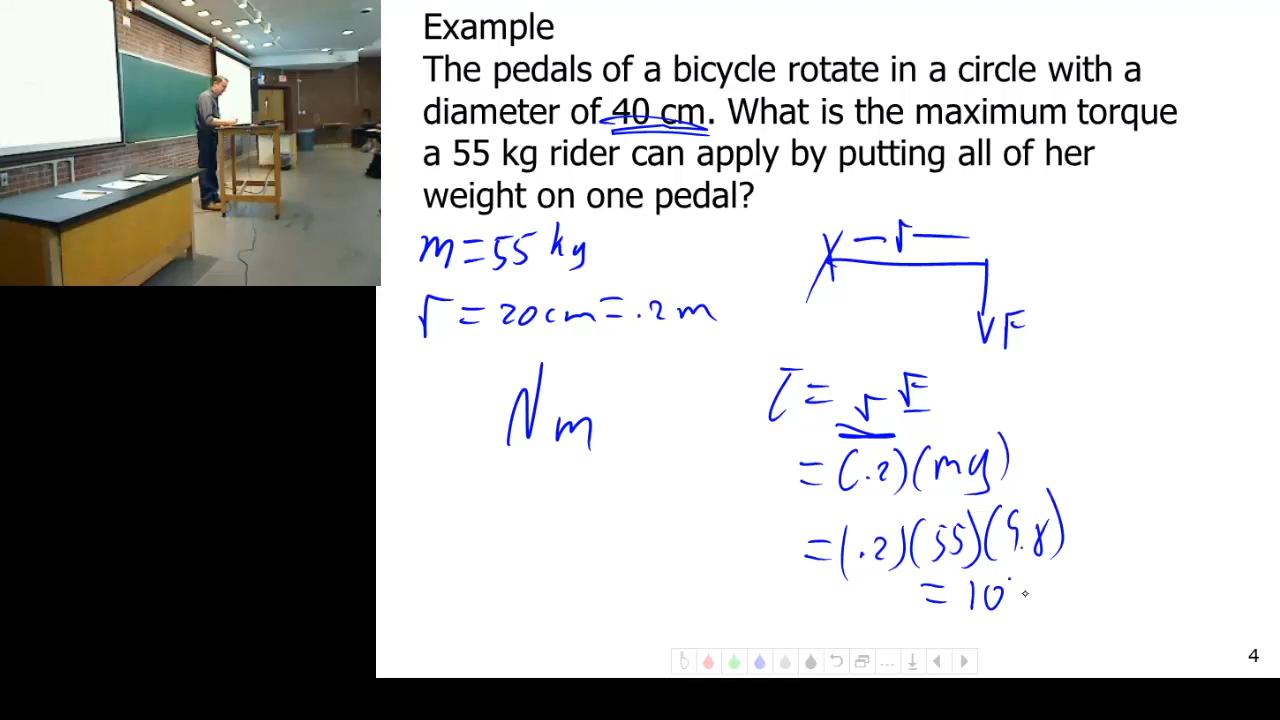 Example
The pedals of a bicycle rotate in a circle with a
diameter of 40 cm. What is the maximum torque
a 55 kg rider can apply by putting all of her
weight on one pedal?
m = 55 kg
r = 20 cm = .2 m
r
F
Nm
τ = r F
= (.2)(mg)
= (.2)(55)(9.8)
= 10
4